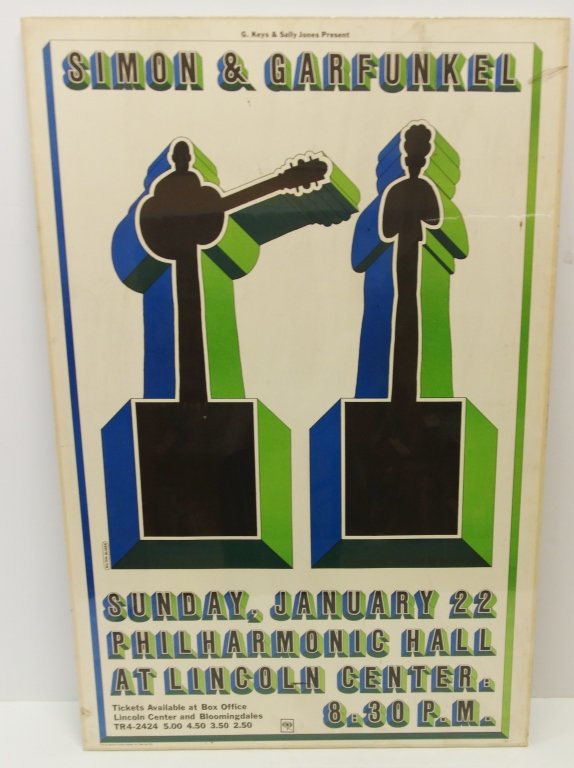 G. Keys & Sally Jones Present
SIMON & GARFUNKEL
SUNDAY, JANUARY 22
PHILHARMONIC HALL
AT LINCOLN CENTER.
8:30 P.M.
Tickets Available at Box Office
Lincoln Center and Bloomingdales
TR4-2424 5.00 4.50 3.50 2.50